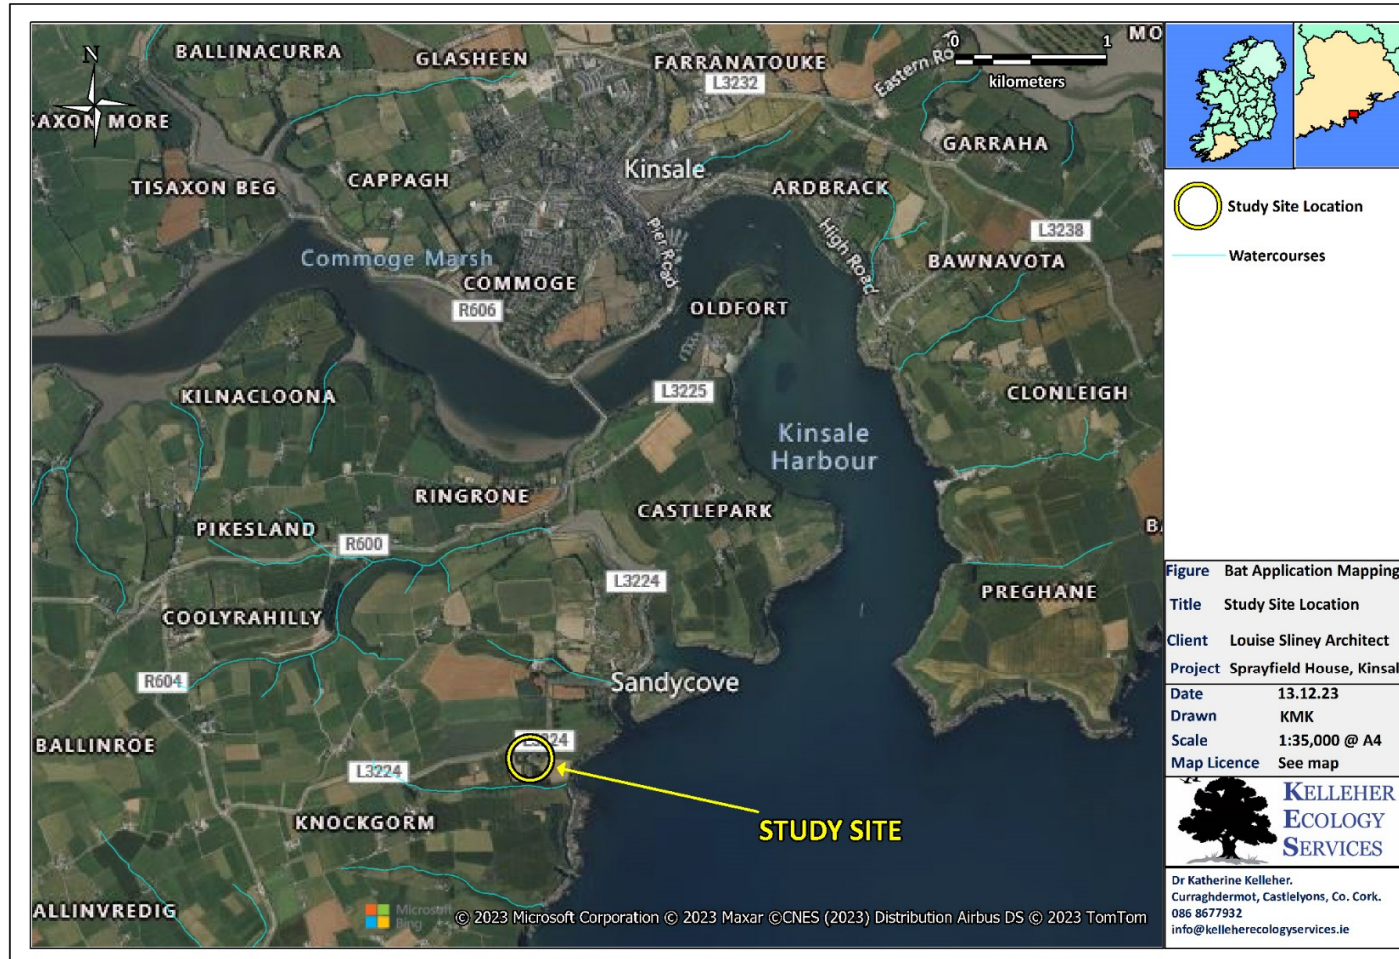 N
BALLINACURRA
GLASHEEN
FARRANATOUKE
L3232
Eastern Ro
0 1
kilometers
MO
SAXON MORE
GARRAHA
Kinsale
TISAXON BEG
CAPPAGH
ARDBRACK
Pier Road
High Road
L3238
Commoge Marsh
COMMOGE
BAWNAVOTA
R606
OLDFORT
KILNACLOONA
L3225
CLONLEIGH
Kinsale
Harbour
RINGRONE
CASTLEPARK
PIKESLAND
R600
B
L3224
PREGHANE
COOLYRAHILLY
R604
Sandycove
BALLINROE
L3224
L3224
KNOCKGORM
STUDY SITE
ALLINVREDIG
Microsoft
Bing
© 2023 Microsoft Corporation © 2023 Maxar ©CNES (2023) Distribution Airbus DS © 2023 TomTom
Study Site Location
Watercourses
Figure Bat Application Mapping
Title Study Site Location
Client Louise Sliney Architect
Project Sprayfield House, Kinsal
Date 13.12.23
Drawn KMK
Scale 1:35,000 @ A4
Map Licence See map
KELLEHER
ECOLOGY
SERVICES
Dr Katherine Kelleher.
Curraghdermot, Castlelyons, Co. Cork.
086 8677932
info@kelleherecologyservices.ie